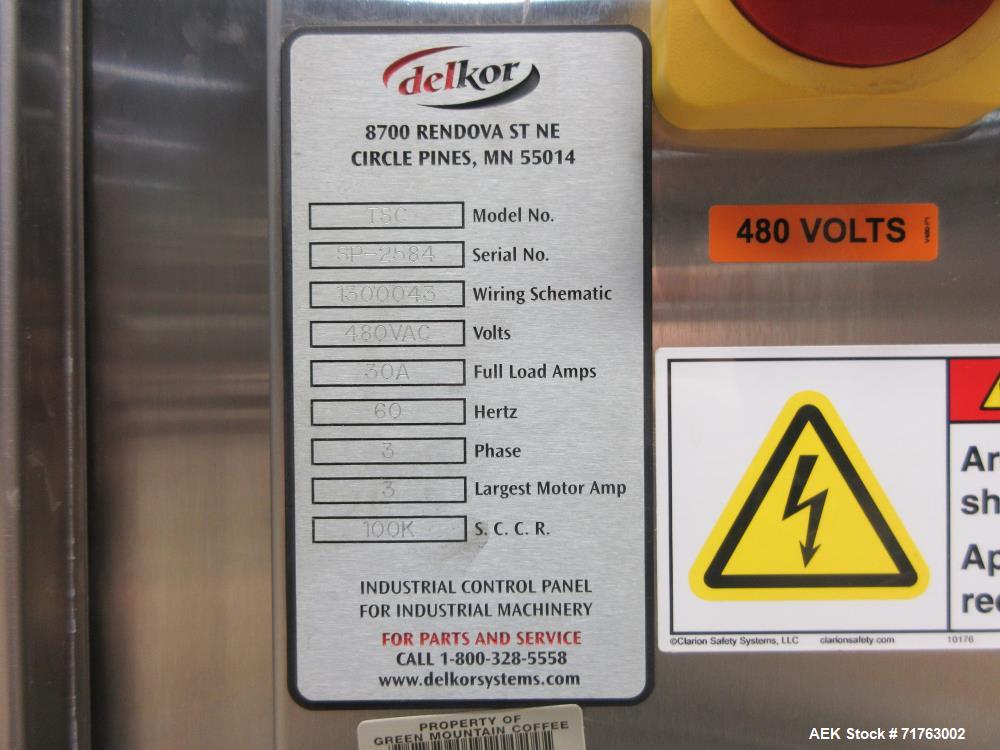 delkor
8700 RENDOVA ST NE
CIRCLE PINES, MN 55014
TSC Model No.
SP-2584 Serial No.
1300043 Wiring Schematic
480VAC Volts
30A Full Load Amps
60 Hertz
3 Phase
3 Largest Motor Amp
100K S. C. C. R.
INDUSTRIAL CONTROL PANEL
FOR INDUSTRIAL MACHINERY
FOR PARTS AND SERVICE
CALL 1-800-328-5558
www.delkorsystems.com
PROPERTY OF
GREEN MOUNTAIN COFFEE
480 VOLTS
V480-P1
Ar
sh
Ap
re
©Clarion Safety Systems, LLC clarionsafety.com 10176
AEK Stock # 71763002